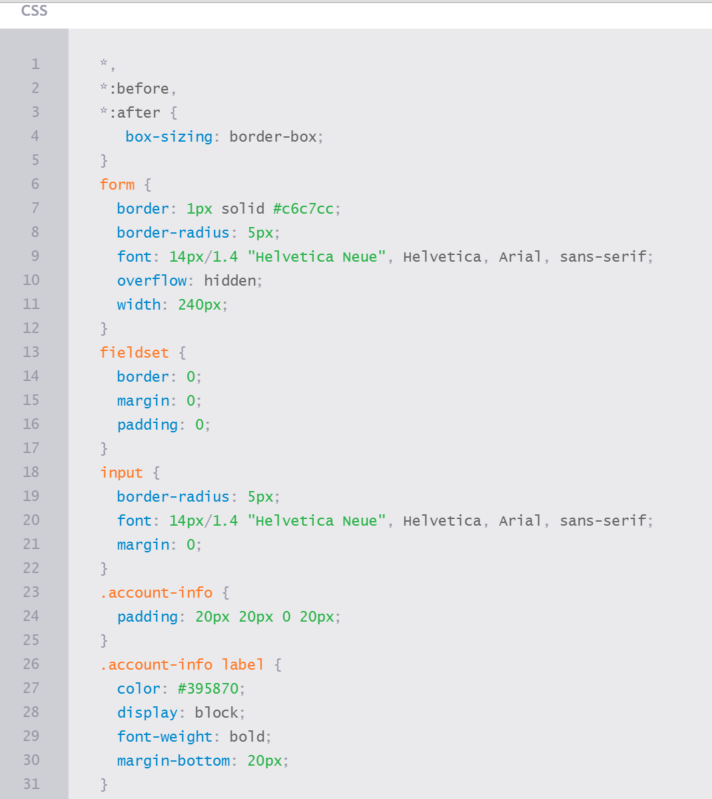 CSS
1 *,
2 *:before,
3 *:after {
4 box-sizing: border-box;
5 }
6 form {
7 border: 1px solid #c6c7cc;
8 border-radius: 5px;
9 font: 14px/1.4 "Helvetica Neue", Helvetica, Arial, sans-serif;
10 overflow: hidden;
11 width: 240px;
12 }
13 fieldset {
14 border: 0;
15 margin: 0;
16 padding: 0;
17 }
18 input {
19 border-radius: 5px;
20 font: 14px/1.4 "Helvetica Neue", Helvetica, Arial, sans-serif;
21 margin: 0;
22 }
23 .account-info {
24 padding: 20px 20px 0 20px;
25 }
26 .account-info label {
27 color: #395870;
28 display: block;
29 font-weight: bold;
30 margin-bottom: 20px;
31 }